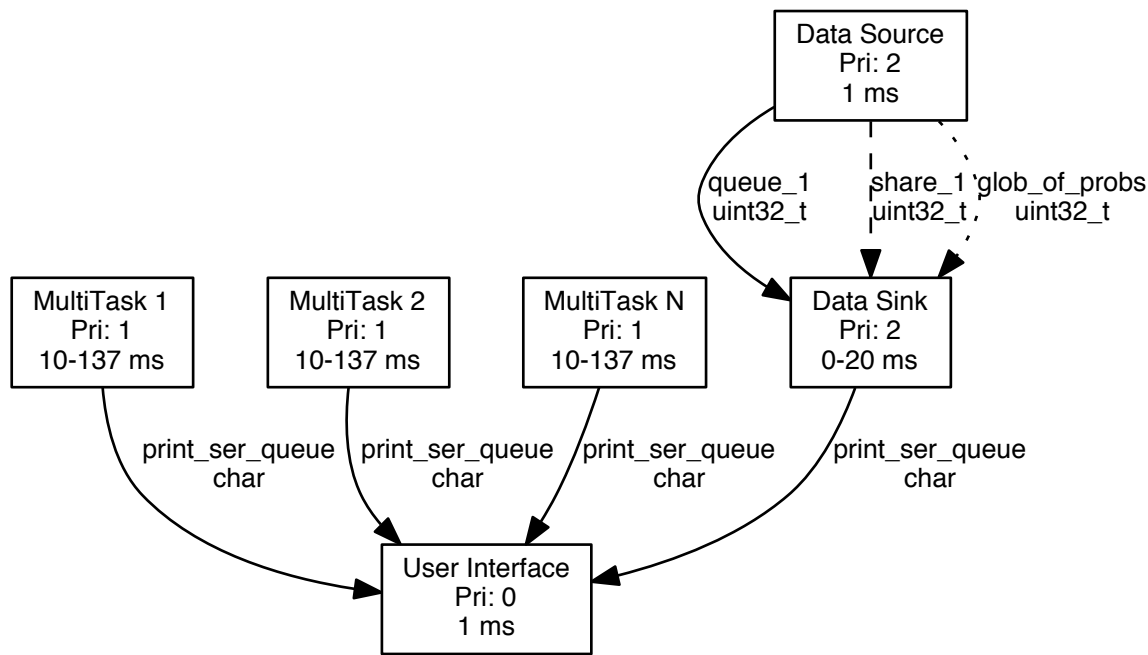 Data Source
Pri: 2
1 ms
queue_1
uint32_t
share_1
uint32_t
glob_of_probs
uint32_t
MultiTask 1
Pri: 1
10-137 ms
MultiTask 2
Pri: 1
10-137 ms
MultiTask N
Pri: 1
10-137 ms
Data Sink
Pri: 2
0-20 ms
print_ser_queue
char
print_ser_queue
char
print_ser_queue
char
print_ser_queue
char
User Interface
Pri: 0
1 ms